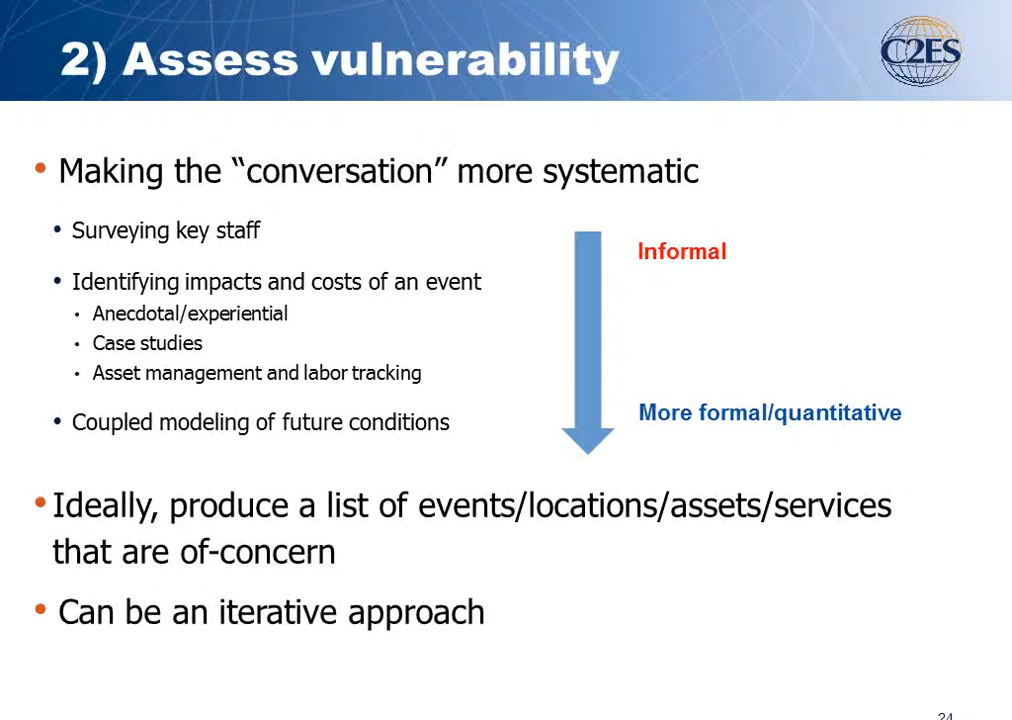 2) Assess vulnerability
C2ES
• Making the “conversation” more systematic
• Surveying key staff
Informal
• Identifying impacts and costs of an event
• Anecdotal/experiential
• Case studies
• Asset management and labor tracking
More formal/quantitative
• Coupled modeling of future conditions
• Ideally, produce a list of events/locations/assets/services
that are of-concern
• Can be an iterative approach
24